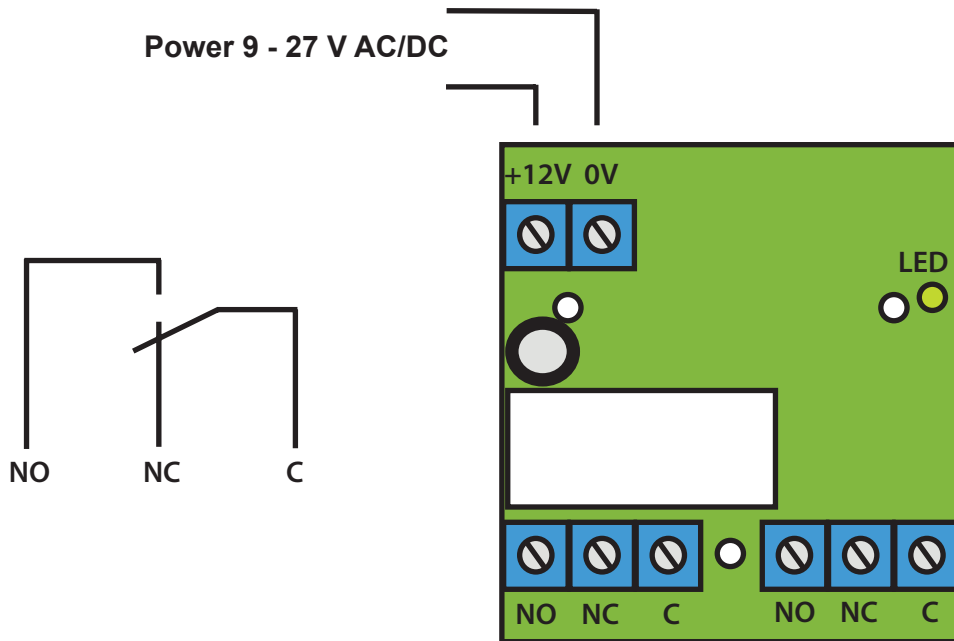 Power 9 - 27 V AC/DC
+12V 0V
LED
NO NC C
NO NC C NO NC C